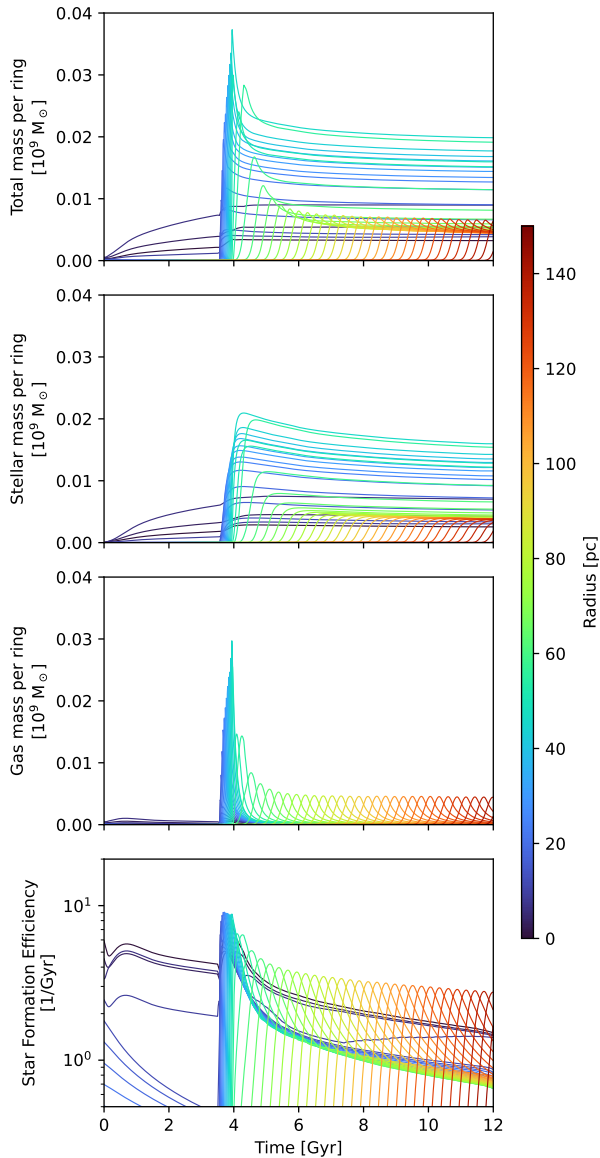 Total mass per ring
[10⁹ M⊙]
0.04
0.03
0.02
0.01
0.00
Stellar mass per ring
[10⁹ M⊙]
0.04
0.03
0.02
0.01
0.00
Gas mass per ring
[10⁹ M⊙]
0.04
0.03
0.02
0.01
0.00
Star Formation Efficiency
[1/Gyr]
10¹
10⁰
0 2 4 6 8 10 12
Time [Gyr]
140
120
100
80
60
40
20
0
Radius [pc]